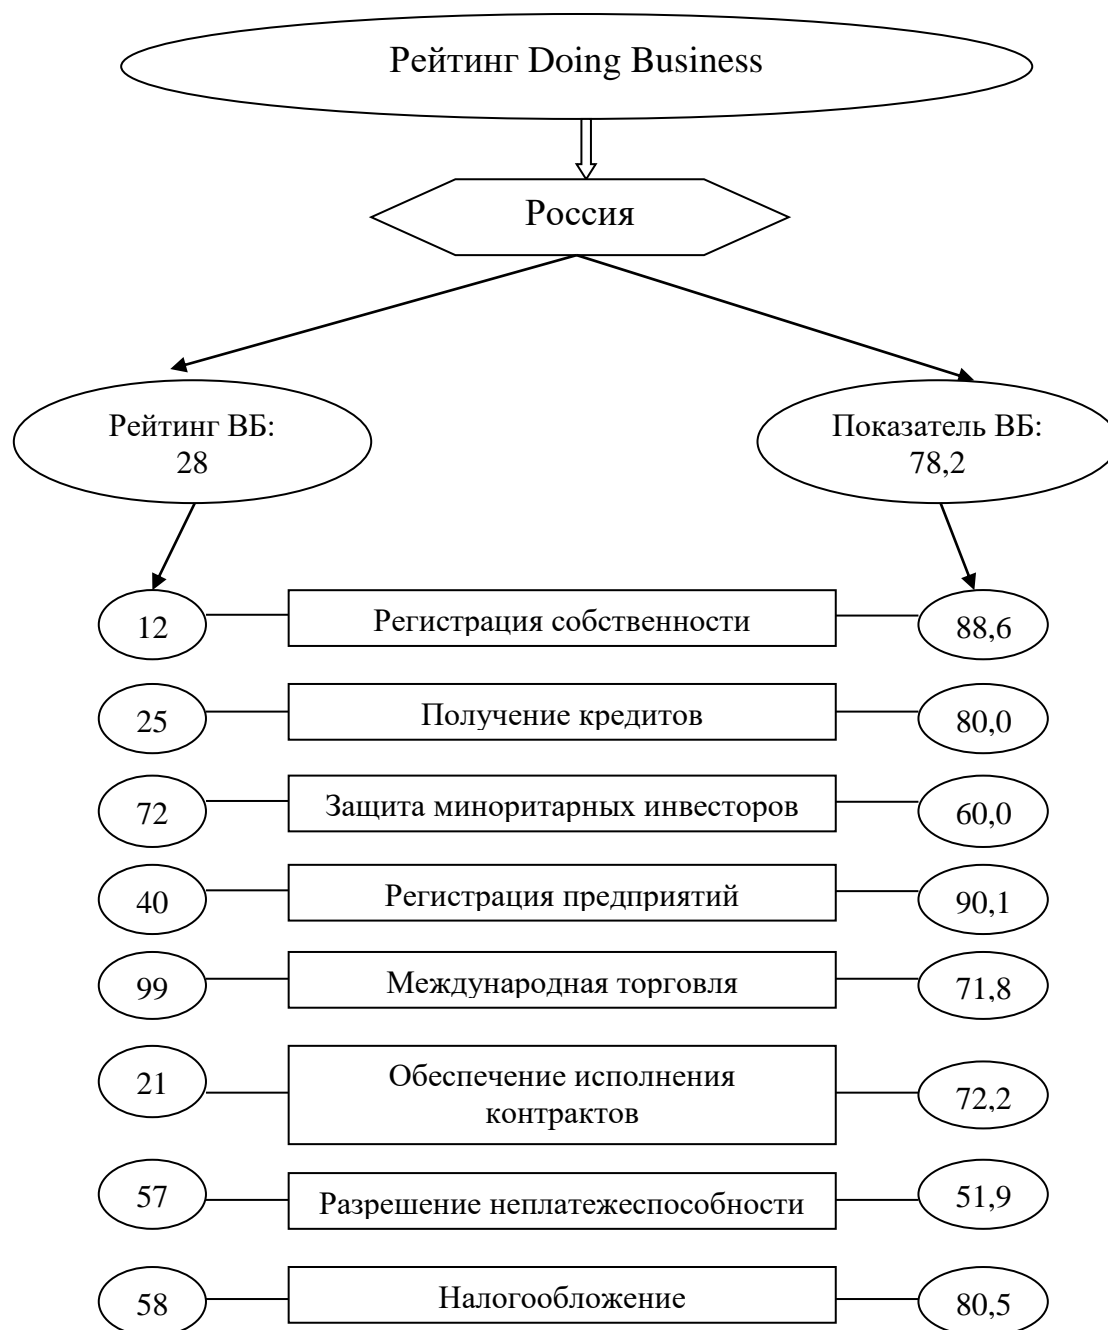 Рейтинг Doing Business
Россия
Рейтинг ВБ:
28
Показатель ВБ:
78,2
12
Регистрация собственности
88,6
25
Получение кредитов
80,0
72
Защита миноритарных инвесторов
60,0
40
Регистрация предприятий
90,1
99
Международная торговля
71,8
21
Обеспечение исполнения
контрактов
72,2
57
Разрешение неплатежеспособности
51,9
58
Налогообложение
80,5